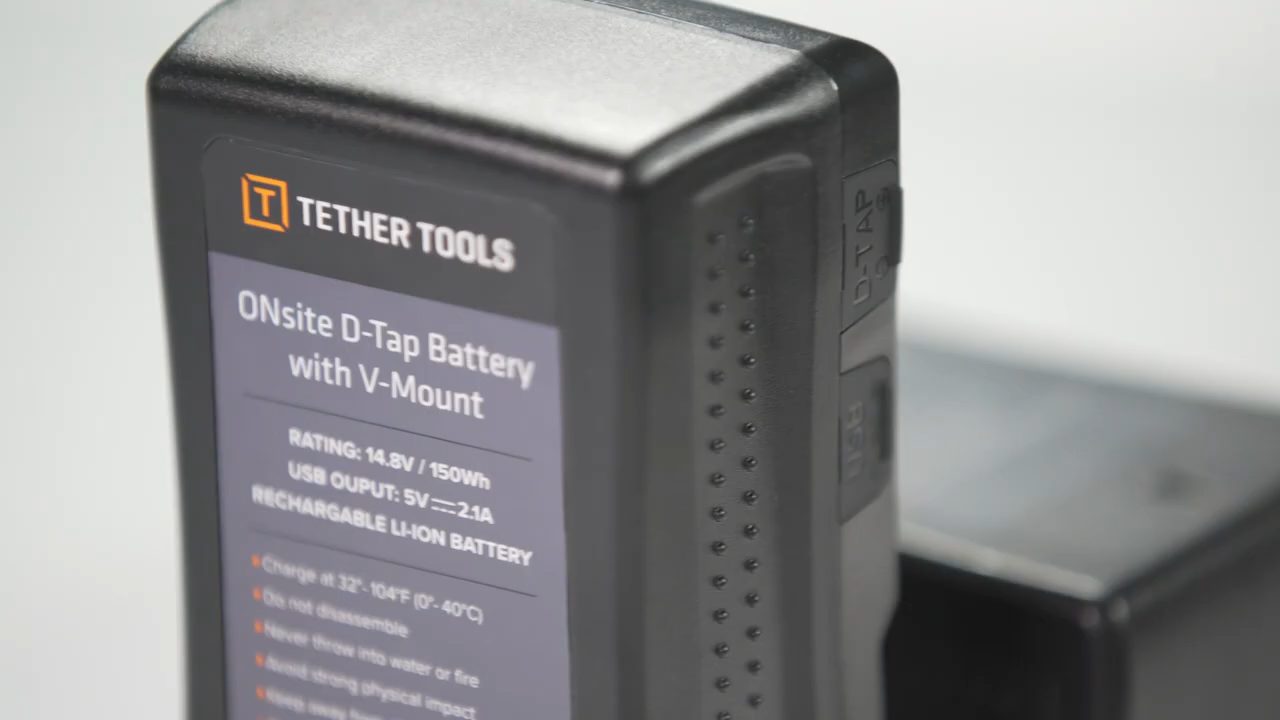 T TETHER TOOLS
ONsite D-Tap Battery
with V-Mount
RATING: 14.8V / 150Wh
USB OUPUT: 5V⎓2.1A
RECHARGABLE LI-ION BATTERY
Charge at 32°- 104°F (0°- 40°C)
Do not disassemble
Never throw into water or fire
Avoid strong physical impact
Keep away
D-TAP
USB